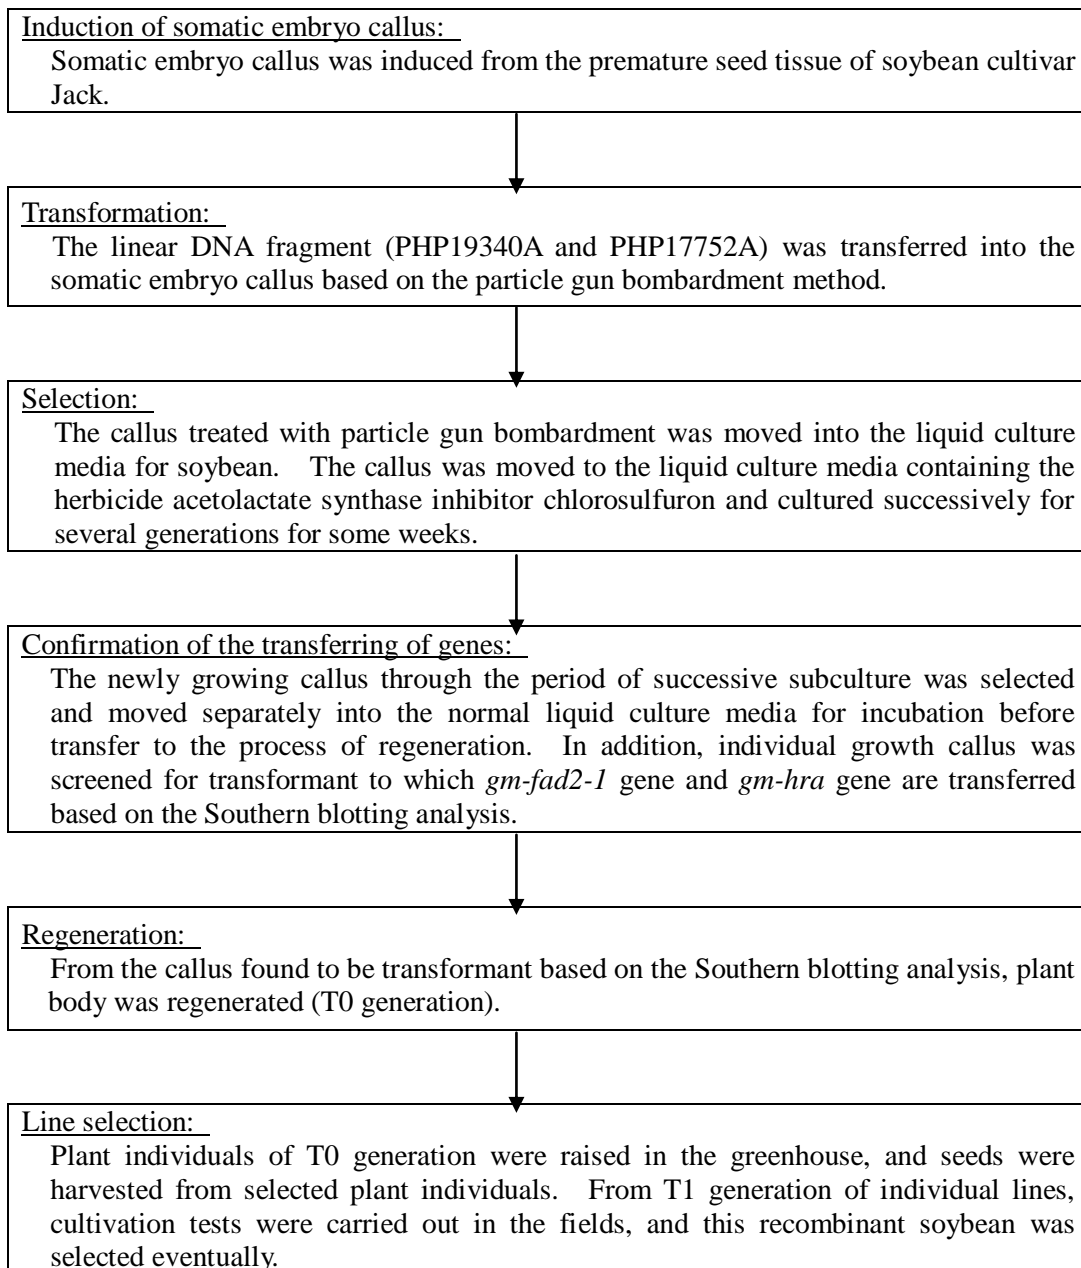 Induction of somatic embryo callus:
Somatic embryo callus was induced from the premature seed tissue of soybean cultivar
Jack.
Transformation:
The linear DNA fragment (PHP19340A and PHP17752A) was transferred into the
somatic embryo callus based on the particle gun bombardment method.
Selection:
The callus treated with particle gun bombardment was moved into the liquid culture
media for soybean. The callus was moved to the liquid culture media containing the
herbicide acetolactate synthase inhibitor chlorosulfuron and cultured successively for
several generations for some weeks.
Confirmation of the transferring of genes:
The newly growing callus through the period of successive subculture was selected
and moved separately into the normal liquid culture media for incubation before
transfer to the process of regeneration. In addition, individual growth callus was
screened for transformant to which gm-fad2-1 gene and gm-hra gene are transferred
based on the Southern blotting analysis.
Regeneration:
From the callus found to be transformant based on the Southern blotting analysis, plant
body was regenerated (T0 generation).
Line selection:
Plant individuals of T0 generation were raised in the greenhouse, and seeds were
harvested from selected plant individuals. From T1 generation of individual lines,
cultivation tests were carried out in the fields, and this recombinant soybean was
selected eventually.